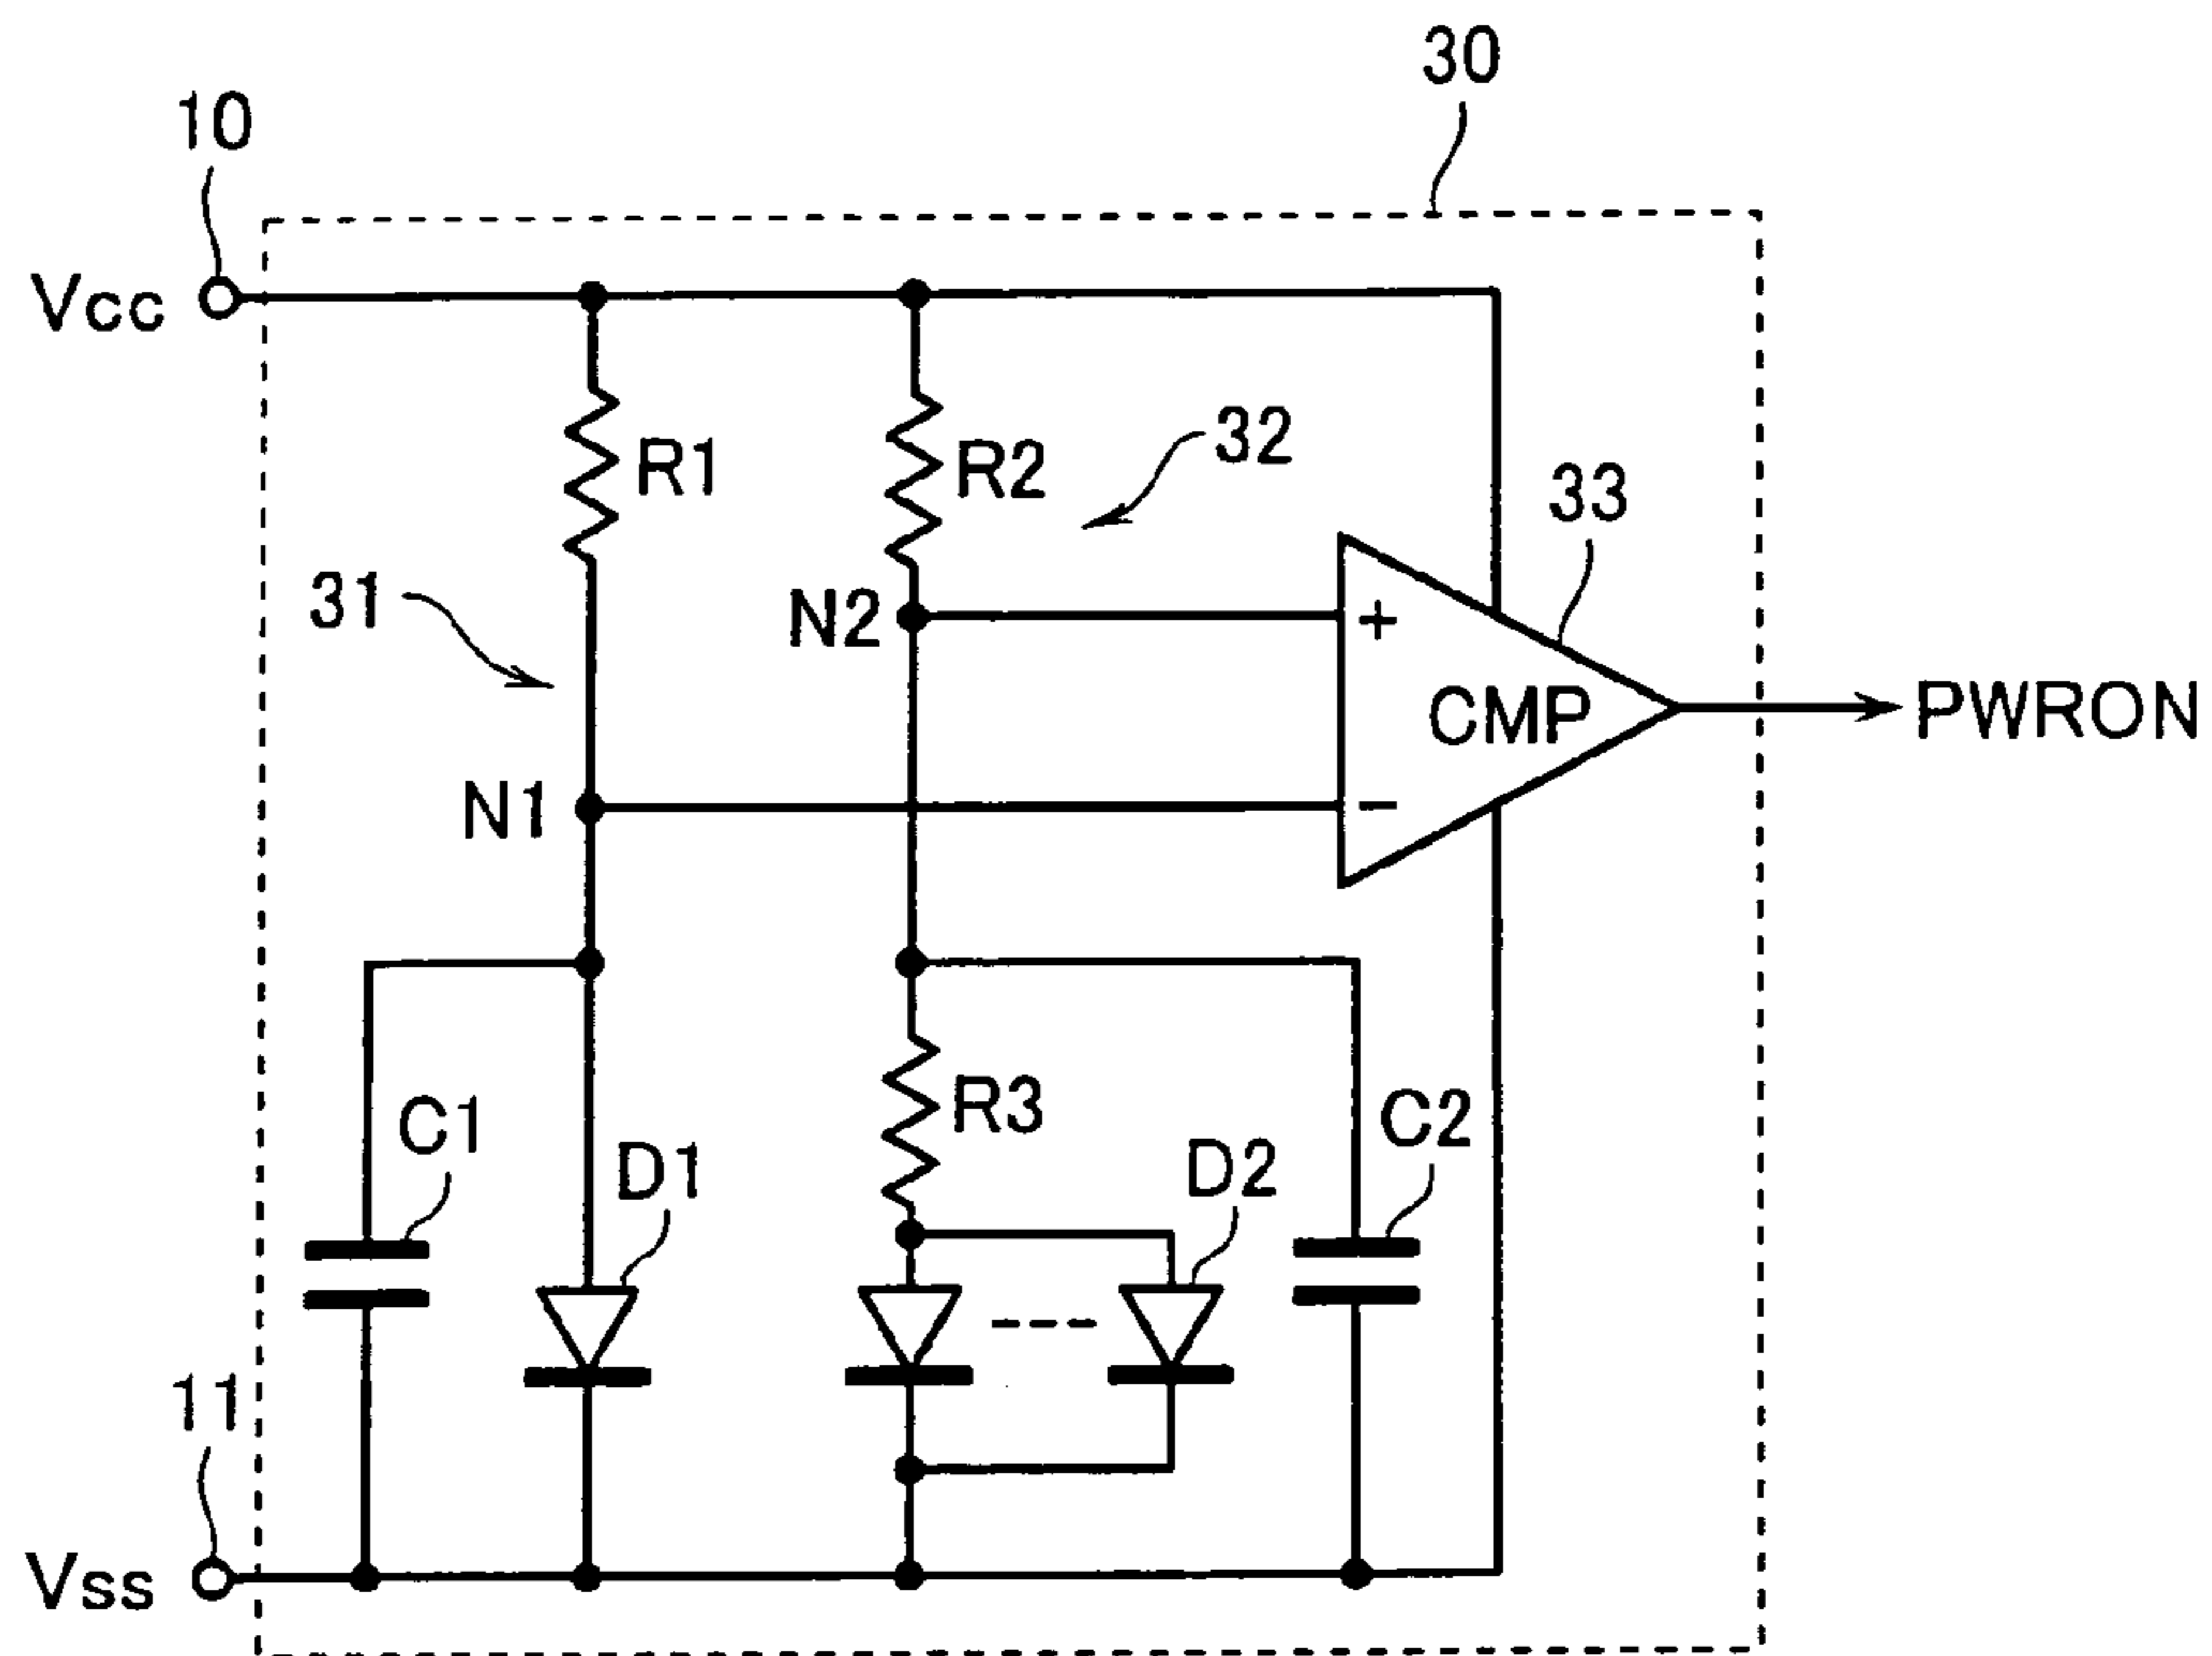 30
10
Vcc
R1
R2
32
33
31
N2
+
CMP
PWRON
N1
−
C1
R3
C2
D1
D2
11
Vss